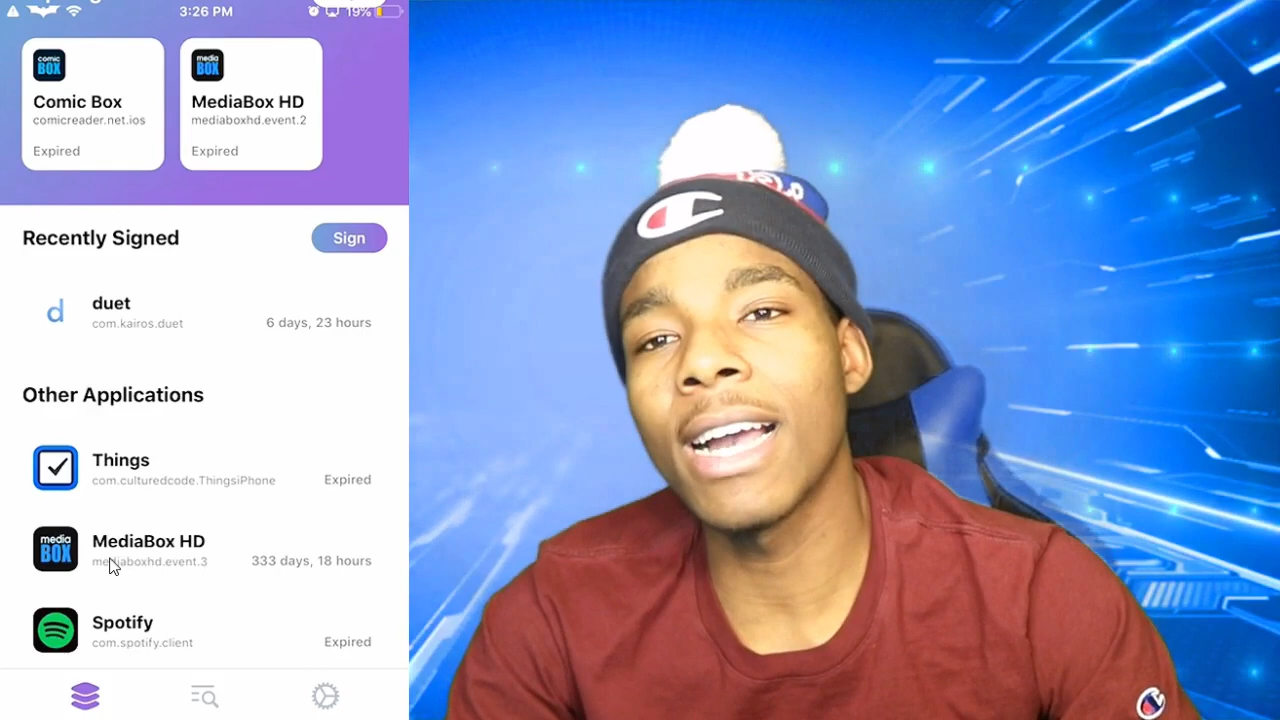 3:26 PM
19%
comic
BOX
Comic Box
comicreader.net.ios
Expired
media
BOX
MediaBox HD
mediaboxhd.event.2
Expired
Recently Signed
Sign
d
duet
com.kairos.duet
6 days, 23 hours
Other Applications
Things
com.culturedcode.ThingsiPhone
Expired
media
BOX
MediaBox HD
mediaboxhd.event.3
333 days, 18 hours
Spotify
com.spotify.client
Expired